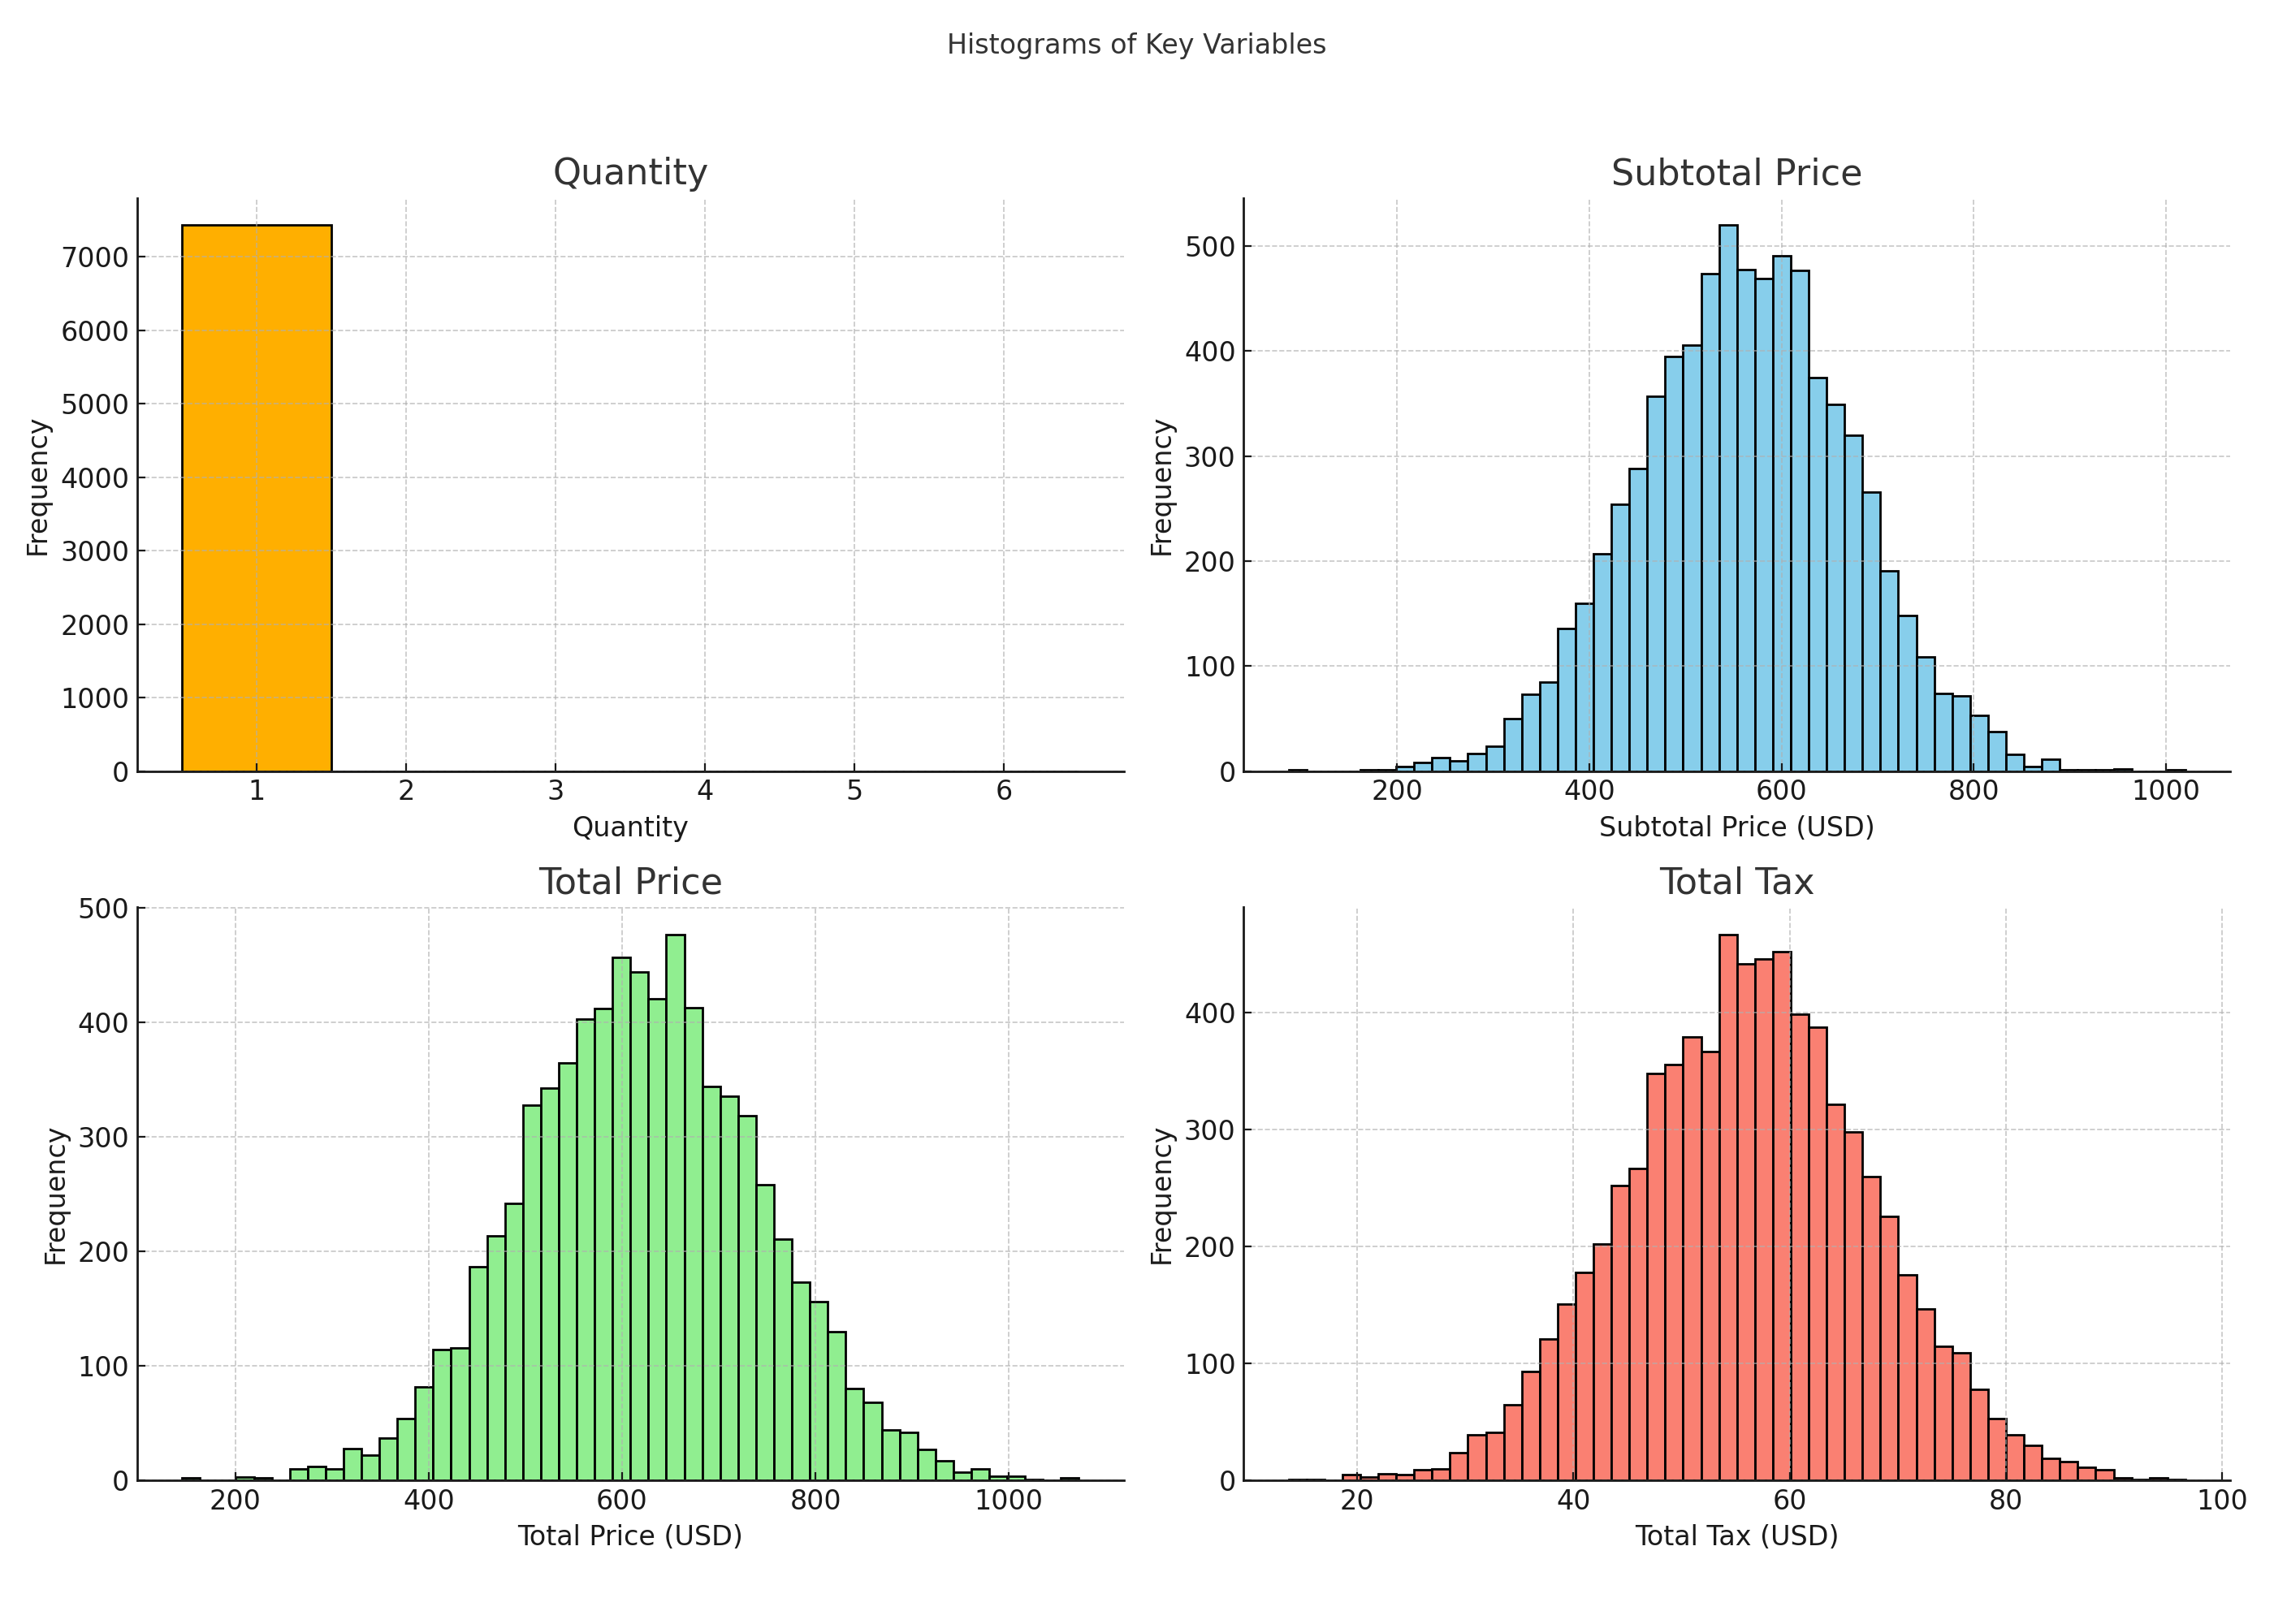 Histograms of Key Variables
Quantity
Frequency
7000
6000
5000
4000
3000
2000
1000
0
1 2 3 4 5 6
Quantity
Subtotal Price
Frequency
500
400
300
200
100
0
200 400 600 800 1000
Subtotal Price (USD)
Total Price
Frequency
500
400
300
200
100
0
200 400 600 800 1000
Total Price (USD)
Total Tax
Frequency
400
300
200
100
0
20 40 60 80 100
Total Tax (USD)